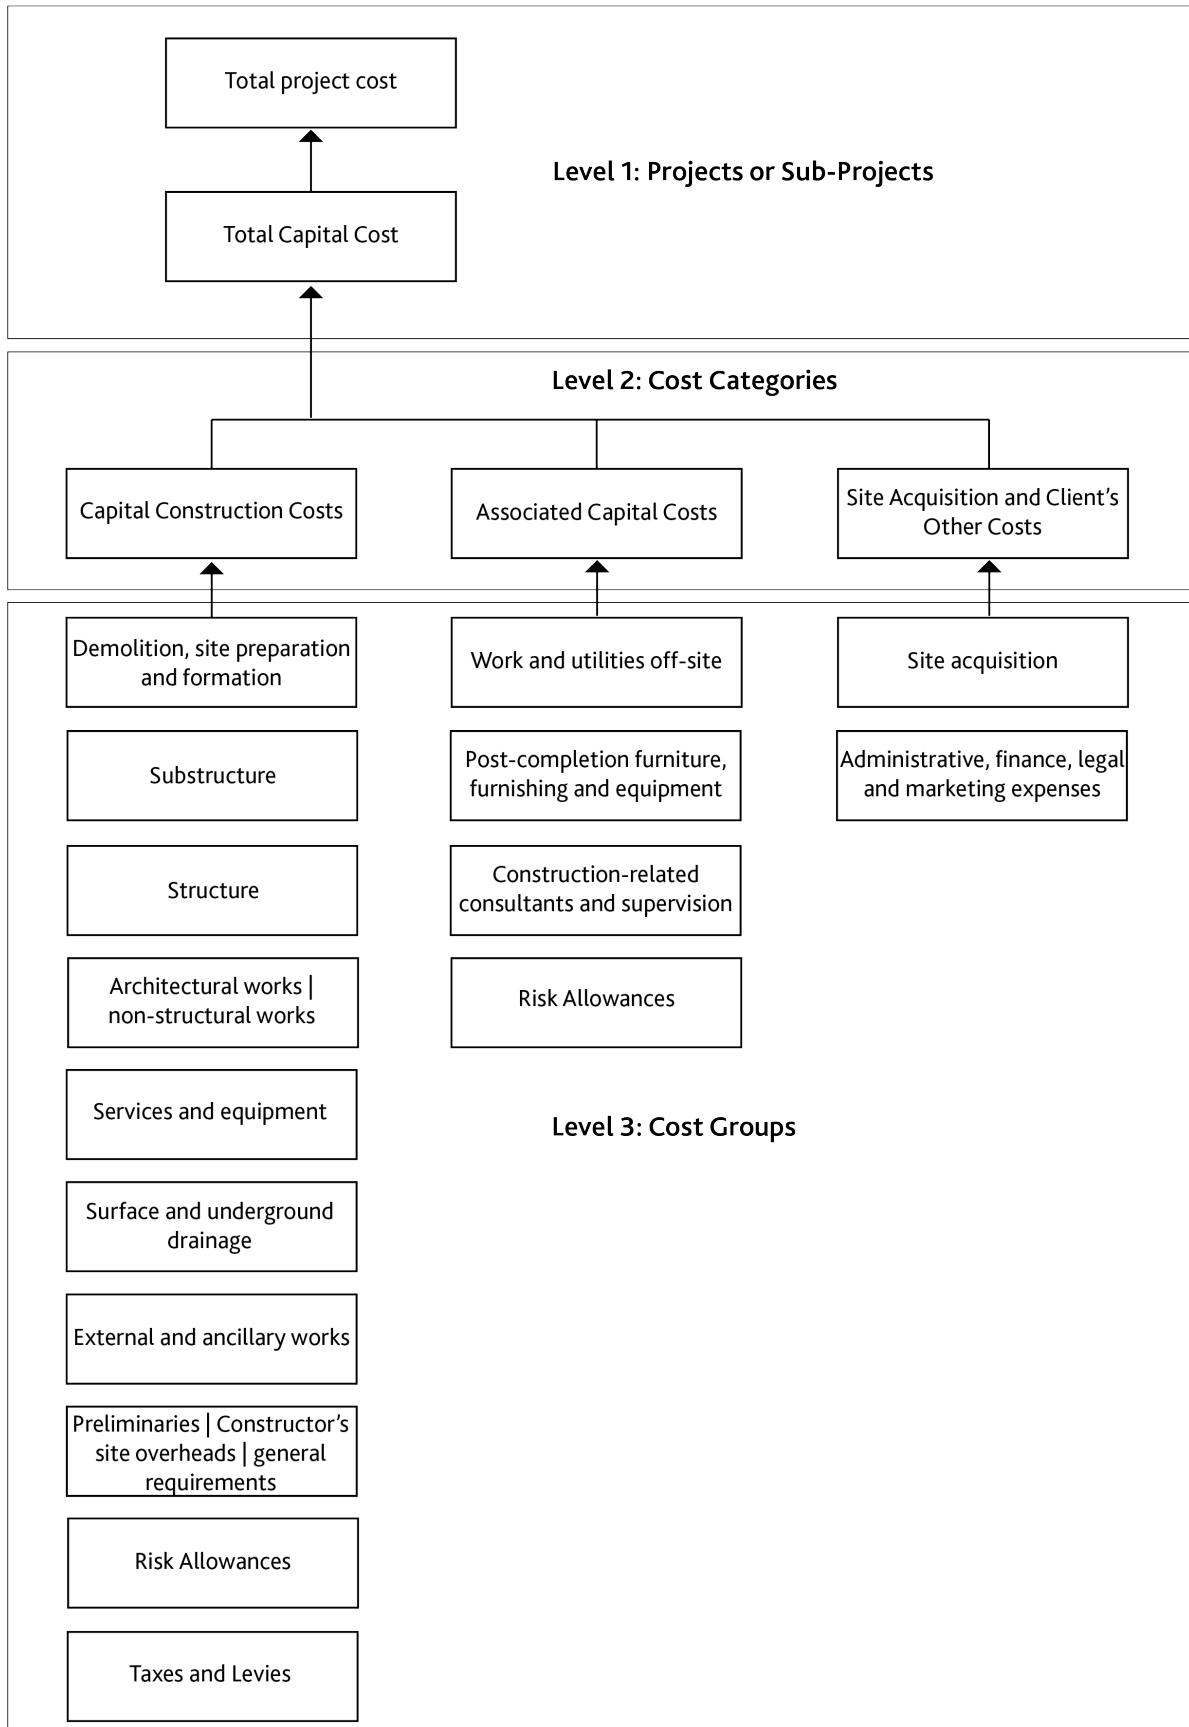 Total project cost
Level 1: Projects or Sub-Projects
Total Capital Cost
Level 2: Cost Categories
Capital Construction Costs
Associated Capital Costs
Site Acquisition and Client’s
Other Costs
Demolition, site preparation
and formation
Substructure
Structure
Architectural works |
non-structural works
Services and equipment
Surface and underground
drainage
External and ancillary works
Preliminaries | Constructor’s
site overheads | general
requirements
Risk Allowances
Taxes and Levies
Work and utilities off-site
Post-completion furniture,
furnishing and equipment
Construction-related
consultants and supervision
Risk Allowances
Site acquisition
Administrative, finance, legal
and marketing expenses
Level 3: Cost Groups